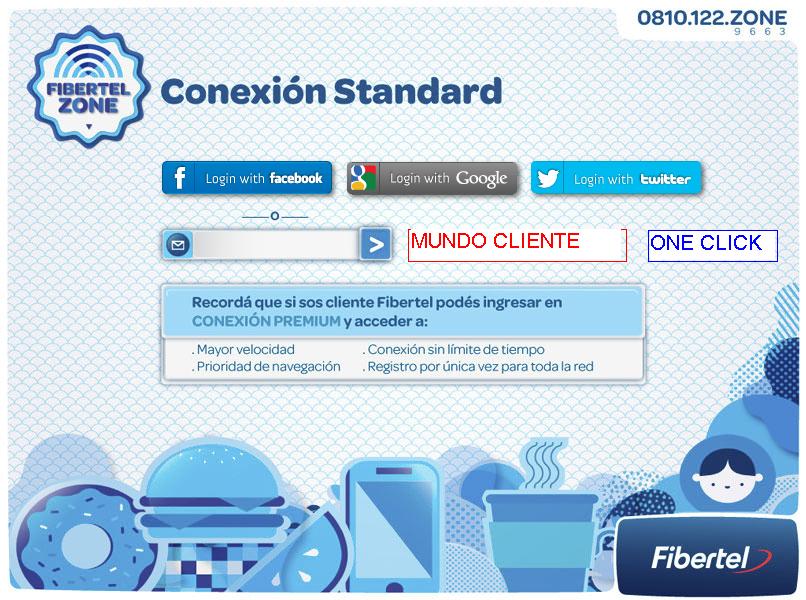 0810.122.ZONE
9663
FIBERTEL
ZONE
Conexión Standard
Login with facebook
Login with Google
Login with twitter
O
MUNDO CLIENTE
ONE CLICK
Recordá que si sos cliente Fibertel podés ingresar en
CONEXIÓN PREMIUM y acceder a:
. Mayor velocidad
. Conexión sin límite de tiempo
. Prioridad de navegación
. Registro por única vez para toda la red
Fibertel